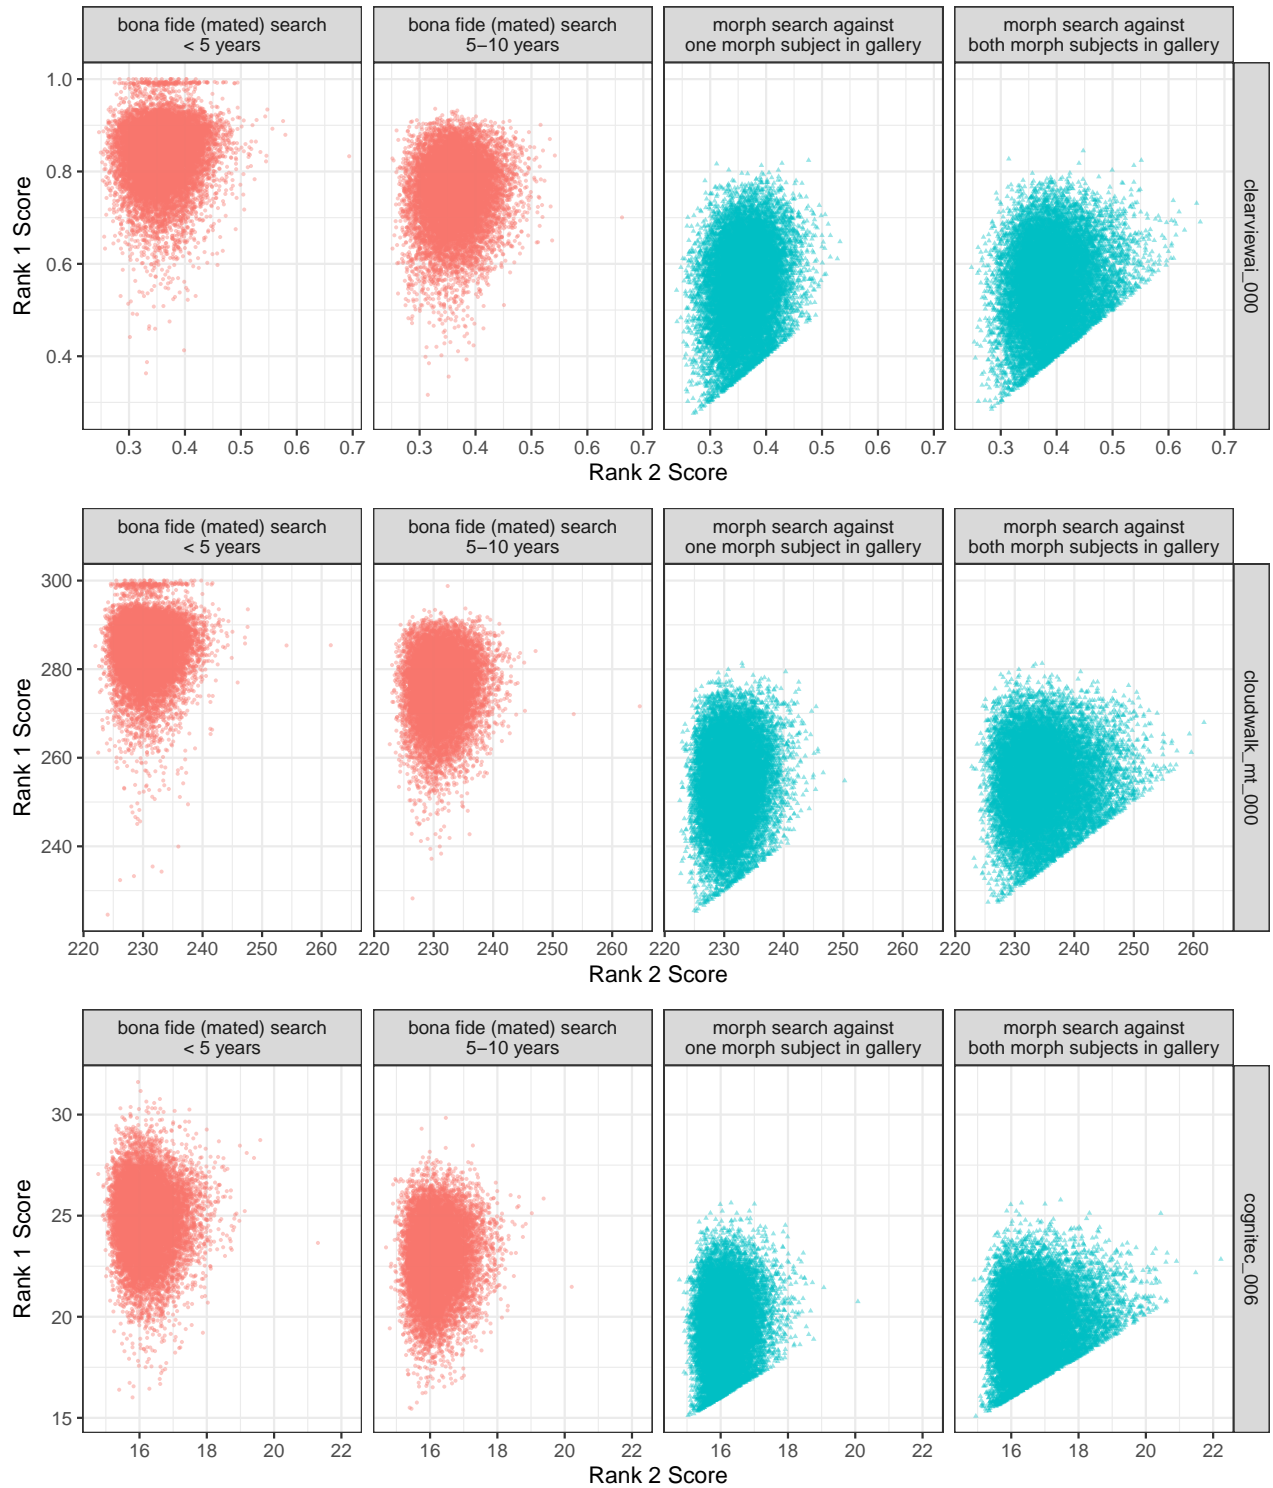 bona fide (mated) search
< 5 years
bona fide (mated) search
5−10 years
morph search against
one morph subject in gallery
morph search against
both morph subjects in gallery
1.0
0.8
0.6
0.4
Rank 1 Score
clearviewai_000
0.3 0.4 0.5 0.6 0.7
0.3 0.4 0.5 0.6 0.7
0.3 0.4 0.5 0.6 0.7
0.3 0.4 0.5 0.6 0.7
Rank 2 Score
bona fide (mated) search
< 5 years
bona fide (mated) search
5−10 years
morph search against
one morph subject in gallery
morph search against
both morph subjects in gallery
300
280
260
240
Rank 1 Score
cloudwalk_mt_000
220 230 240 250 260
220 230 240 250 260
220 230 240 250 260
220 230 240 250 260
Rank 2 Score
bona fide (mated) search
< 5 years
bona fide (mated) search
5−10 years
morph search against
one morph subject in gallery
morph search against
both morph subjects in gallery
30
25
20
15
Rank 1 Score
cognitec_006
16 18 20 22
16 18 20 22
16 18 20 22
16 18 20 22
Rank 2 Score